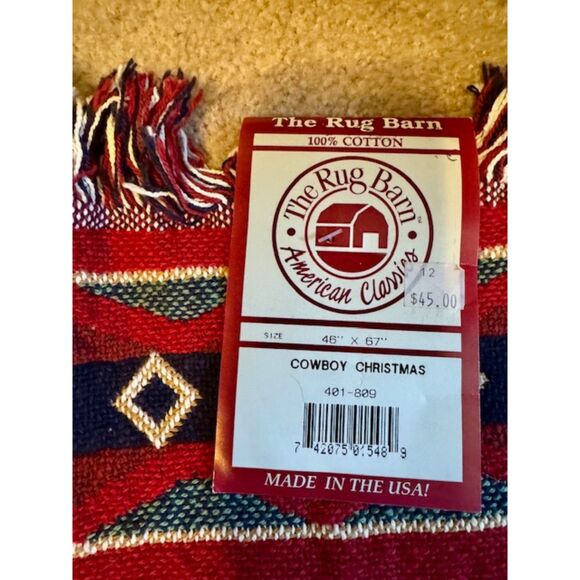 The Rug Barn
100% COTTON
The Rug Barn
TM
American Classics
12
$45.00
SIZE 46" X 67"
COWBOY CHRISTMAS
401-809
7 42075 01548 9
MADE IN THE USA!